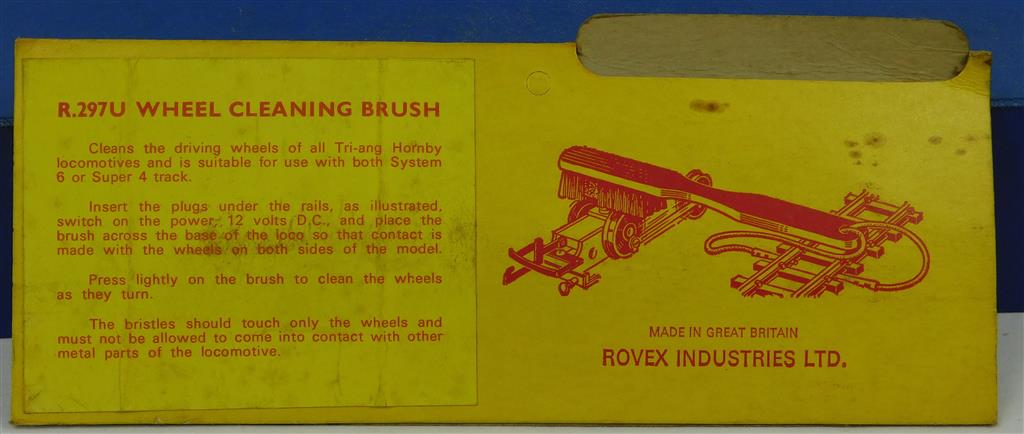 R.297U WHEEL CLEANING BRUSH
Cleans the driving wheels of all Tri-ang Hornby
locomotives and is suitable for use with both System
6 or Super 4 track.
Insert the plugs under the rails, as illustrated,
switch on the power, 12 volts D.C., and place the
brush across the base of the loco so that contact is
made with the wheels on both sides of the model.
Press lightly on the brush to clean the wheels
as they turn.
The bristles should touch only the wheels and
must not be allowed to come into contact with other
metal parts of the locomotive.
MADE IN GREAT BRITAIN
ROVEX INDUSTRIES LTD.